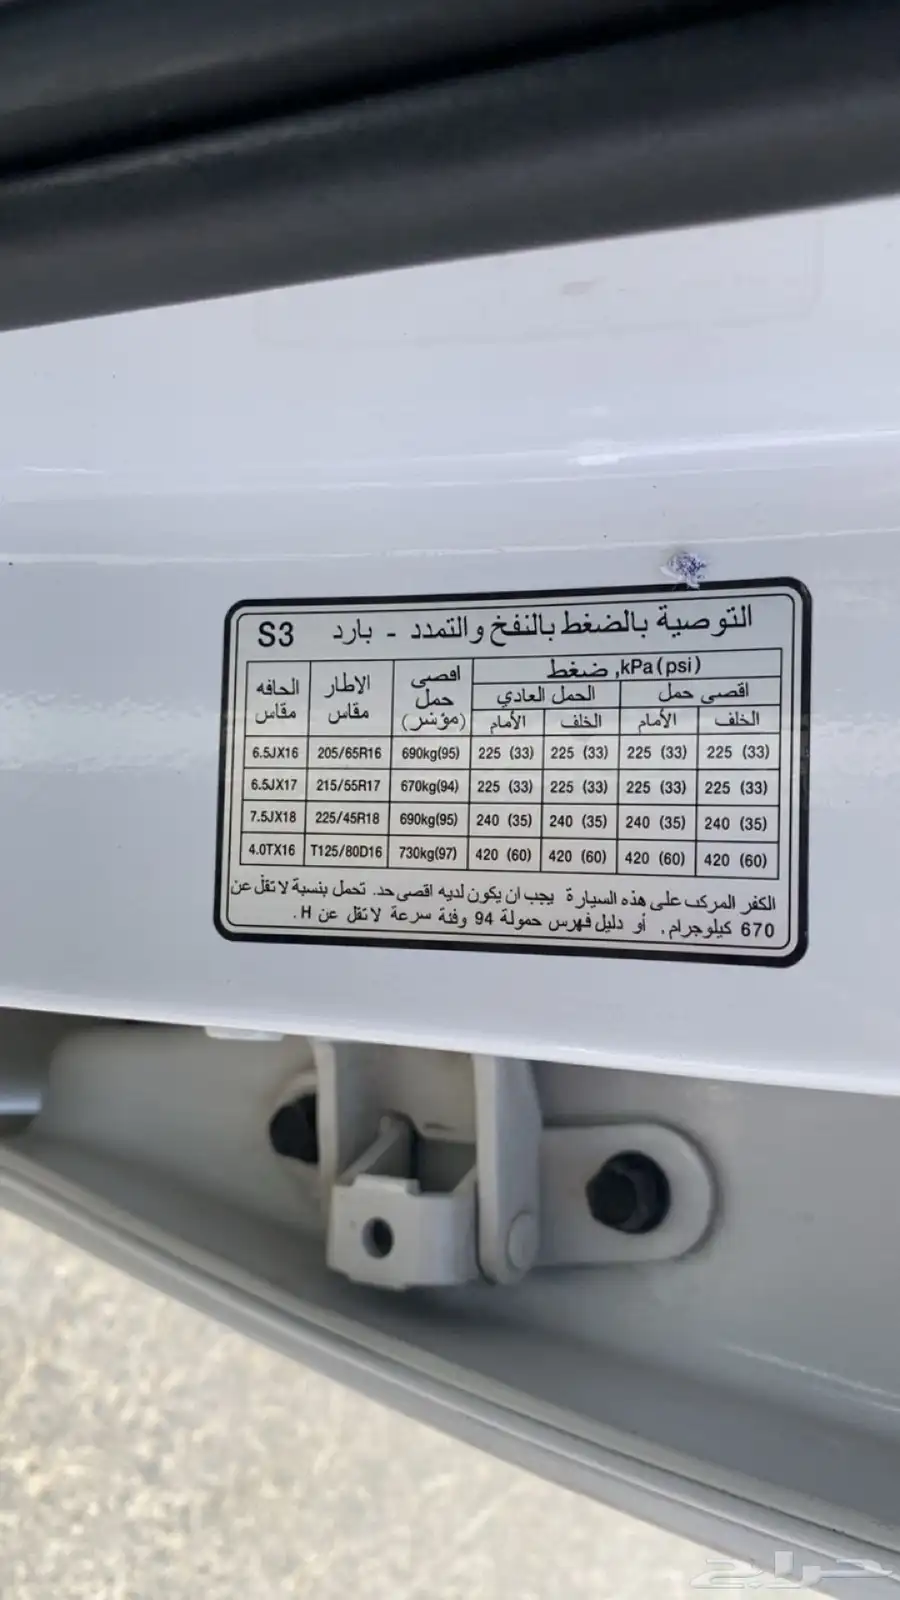 التوصية بالضغط بالنفخ والتمدد - بارد S3
الحافه مقاس الاطار مقاس اقصى حمل (مؤشر) ضغط, kPa (psi)
الحمل العادي اقصى حمل
الأمام الخلف الأمام الخلف
6.5JX16 205/65R16 690kg(95) 225 (33) 225 (33) 225 (33) 225 (33)
6.5JX17 215/55R17 670kg(94) 225 (33) 225 (33) 225 (33) 225 (33)
7.5JX18 225/45R18 690kg(95) 240 (35) 240 (35) 240 (35) 240 (35)
4.0TX16 T125/80D16 730kg(97) 420 (60) 420 (60) 420 (60) 420 (60)
الكفر المركب على هذه السيارة يجب ان يكون لديه اقصى حد. تحمل بنسبة لا تقل عن
670 كيلوجرام. أو دليل فهرس حمولة 94 وفئة سرعة لا تقل عن H.
حراج